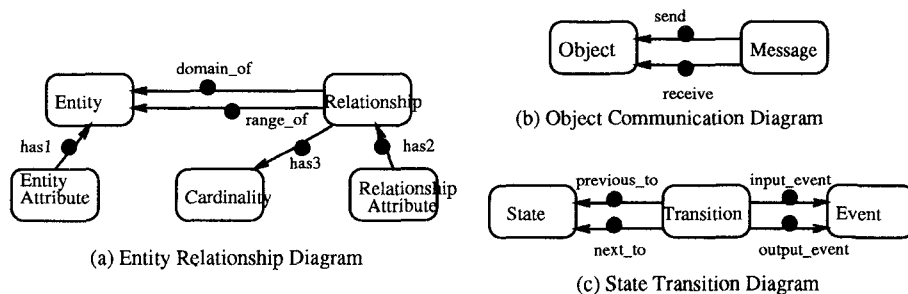 domain_of
Entity
Relationship
range_of
has1
has3
has2
Entity
Attribute
Cardinality
Relationship
Attribute
(a) Entity Relationship Diagram
send
Object
Message
receive
(b) Object Communication Diagram
previous_to
input_event
State
Transition
Event
next_to
output_event
(c) State Transition Diagram